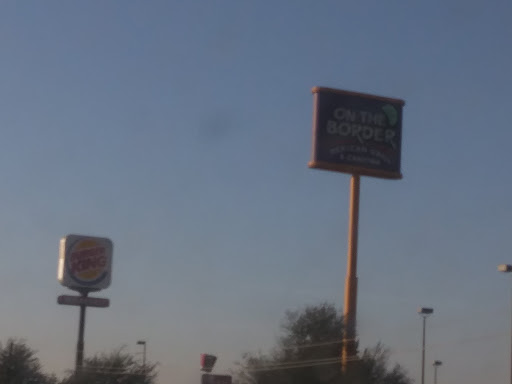 ON THE
BORDER
MEXICAN GRILL
& CANTINA
BURGER
KING